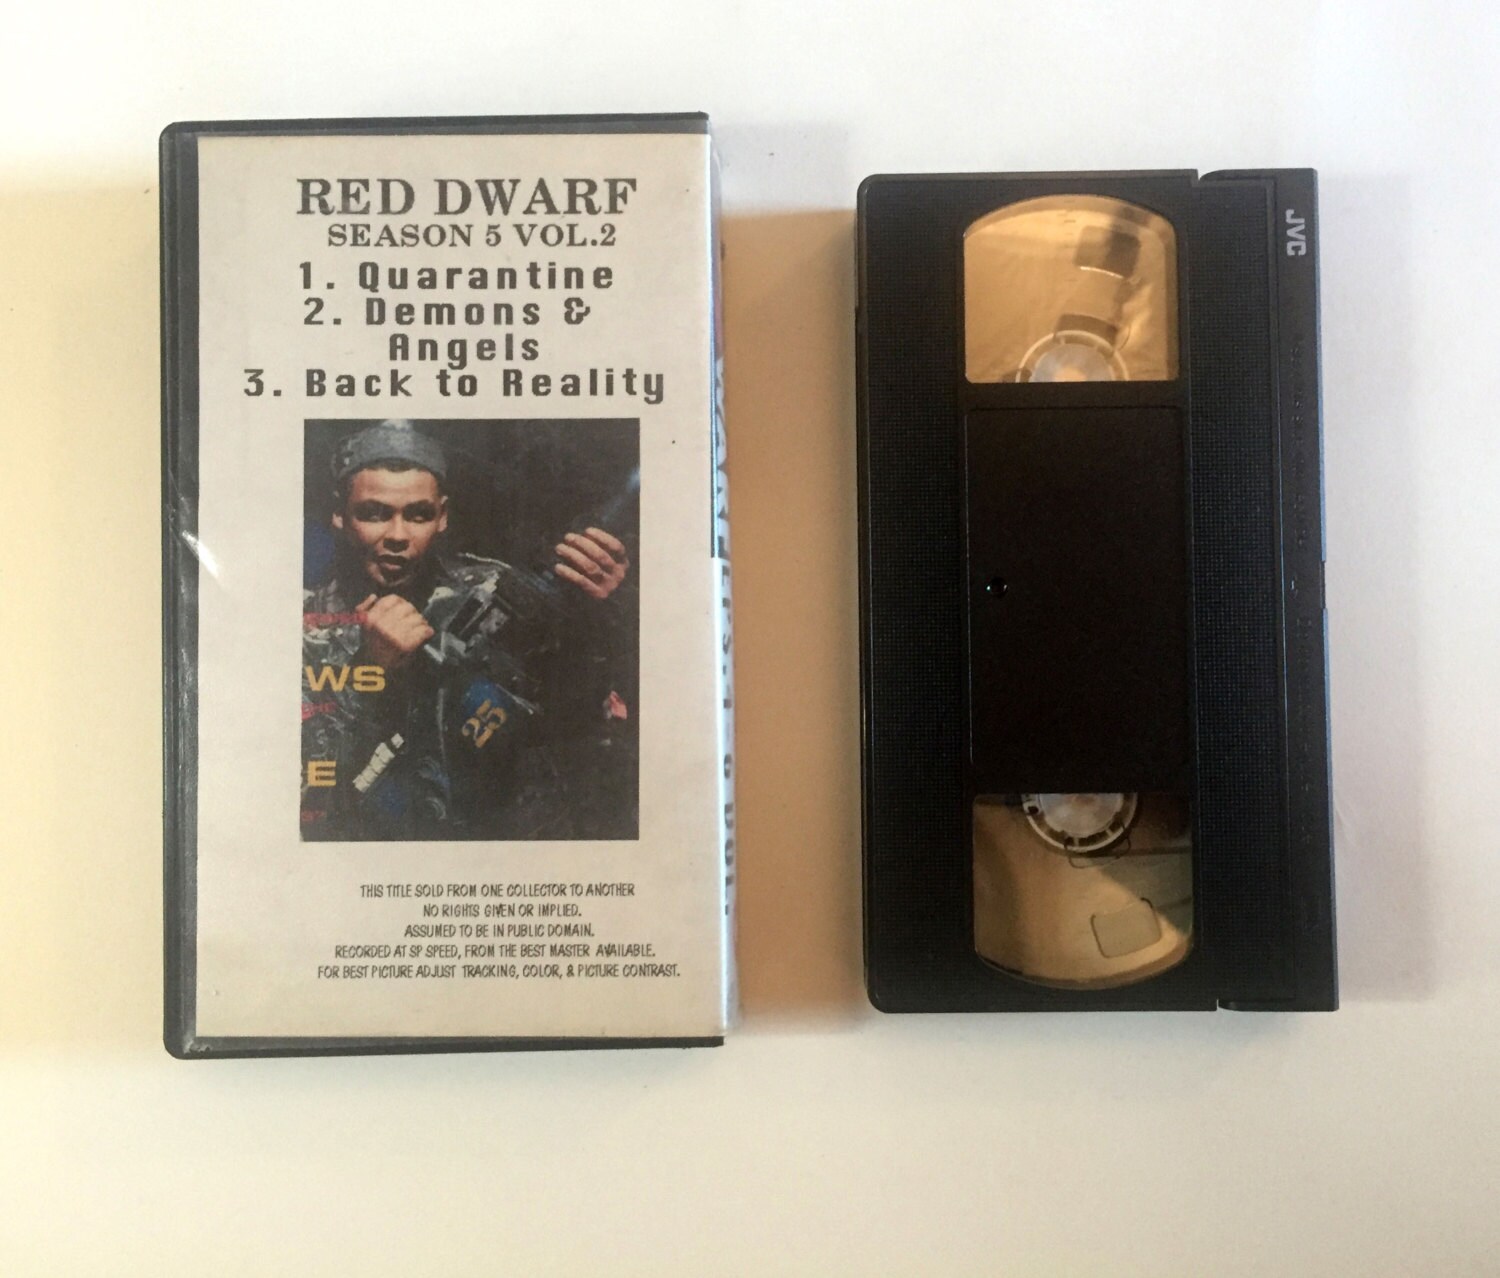 RED DWARF
SEASON 5 VOL.2
1. Quarantine
2. Demons &
Angels
3. Back to Reality
WS
E
25
THIS TITLE SOLD FROM ONE COLLECTOR TO ANOTHER
NO RIGHTS GIVEN OR IMPLIED.
ASSUMED TO BE IN PUBLIC DOMAIN.
RECORDED AT SP SPEED, FROM THE BEST MASTER AVAILABLE.
FOR BEST PICTURE ADJUST TRACKING, COLOR, & PICTURE CONTRAST.
JVC